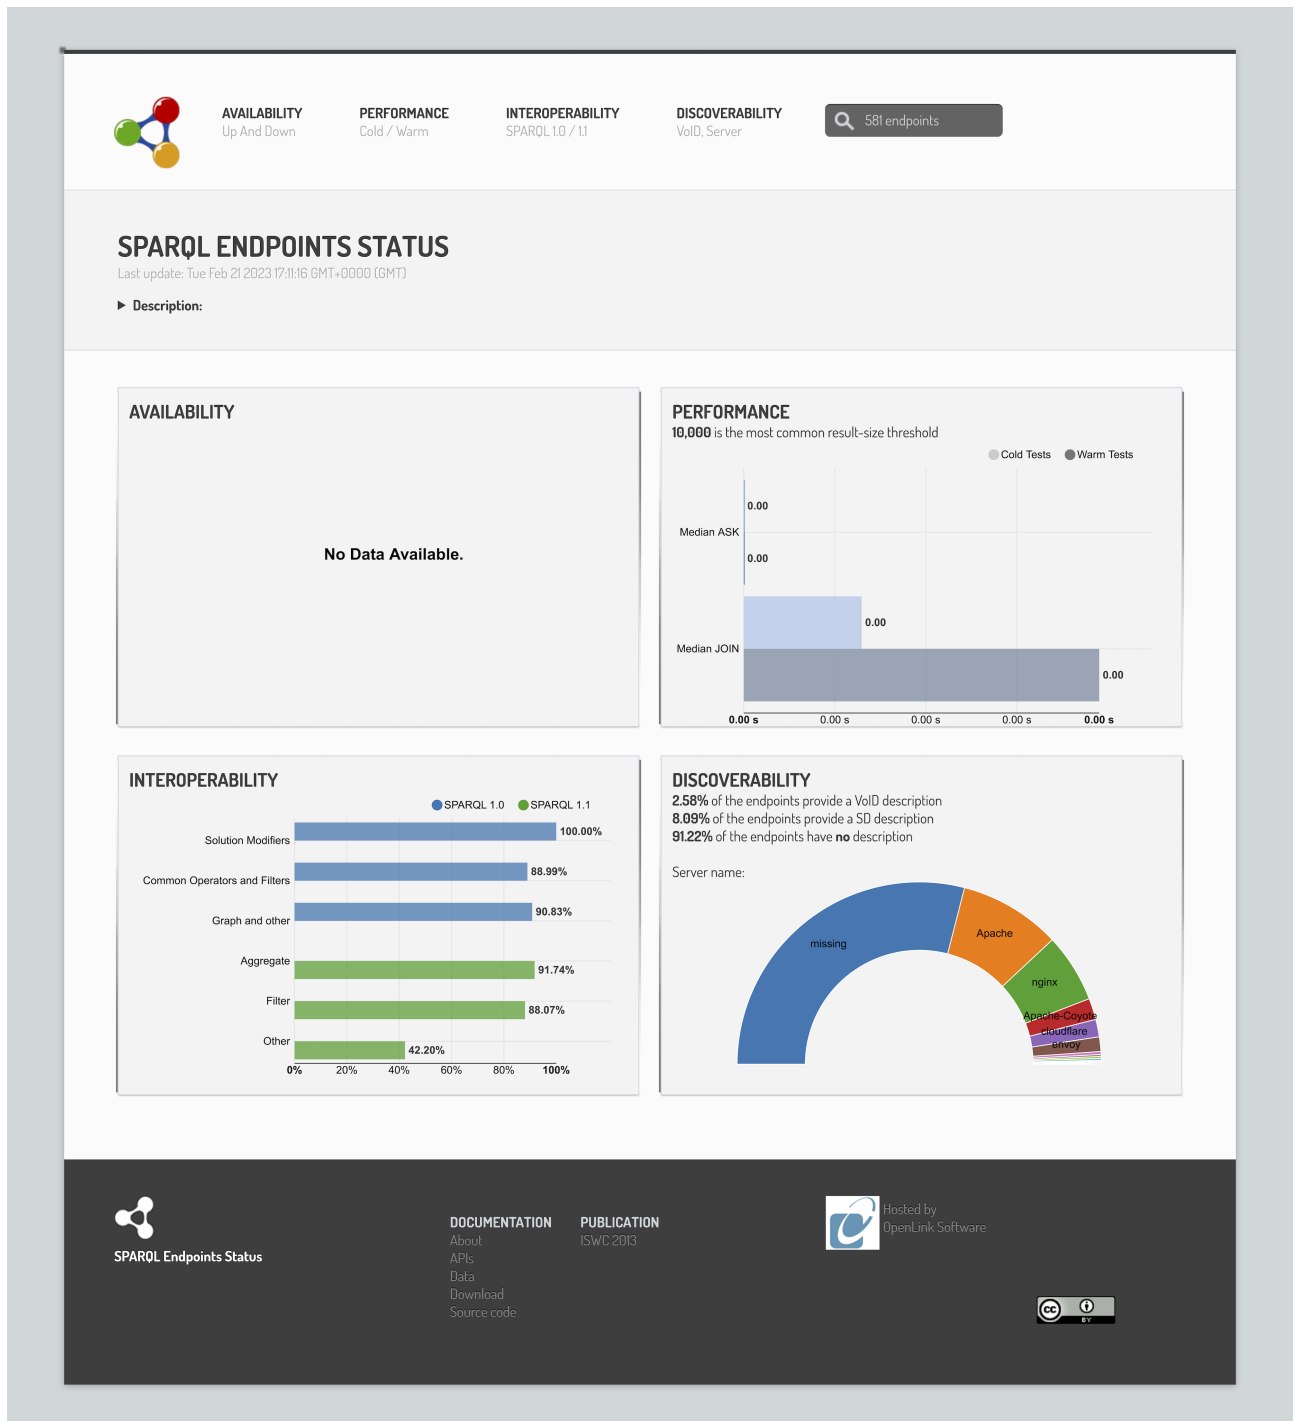 AVAILABILITY
Up And Down
PERFORMANCE
Cold / Warm
INTEROPERABILITY
SPARQL 1.0 / 1.1
DISCOVERABILITY
VoID, Server
581 endpoints
SPARQL ENDPOINTS STATUS
Last update: Tue Feb 21 2023 17:11:16 GMT+0000 (GMT)
Description:
AVAILABILITY
No Data Available.
PERFORMANCE
10,000 is the most common result-size threshold
Cold Tests Warm Tests
0.00
Median ASK
0.00
0.00
Median JOIN
0.00
0.00 s 0.00 s 0.00 s 0.00 s 0.00 s
INTEROPERABILITY
SPARQL 1.0 SPARQL 1.1
Solution Modifiers 100.00%
Common Operators and Filters 88.99%
Graph and other 90.83%
Aggregate 91.74%
Filter 88.07%
Other 42.20%
0% 20% 40% 60% 80% 100%
DISCOVERABILITY
2.58% of the endpoints provide a VoID description
8.09% of the endpoints provide a SD description
91.22% of the endpoints have no description
Server name:
missing
Apache
nginx
Apache-Coyote
cloudflare
envoy
SPARQL Endpoints Status
DOCUMENTATION
About
APIs
Data
Download
Source code
PUBLICATION
ISWC 2013
Hosted by
OpenLink Software
cc
BY